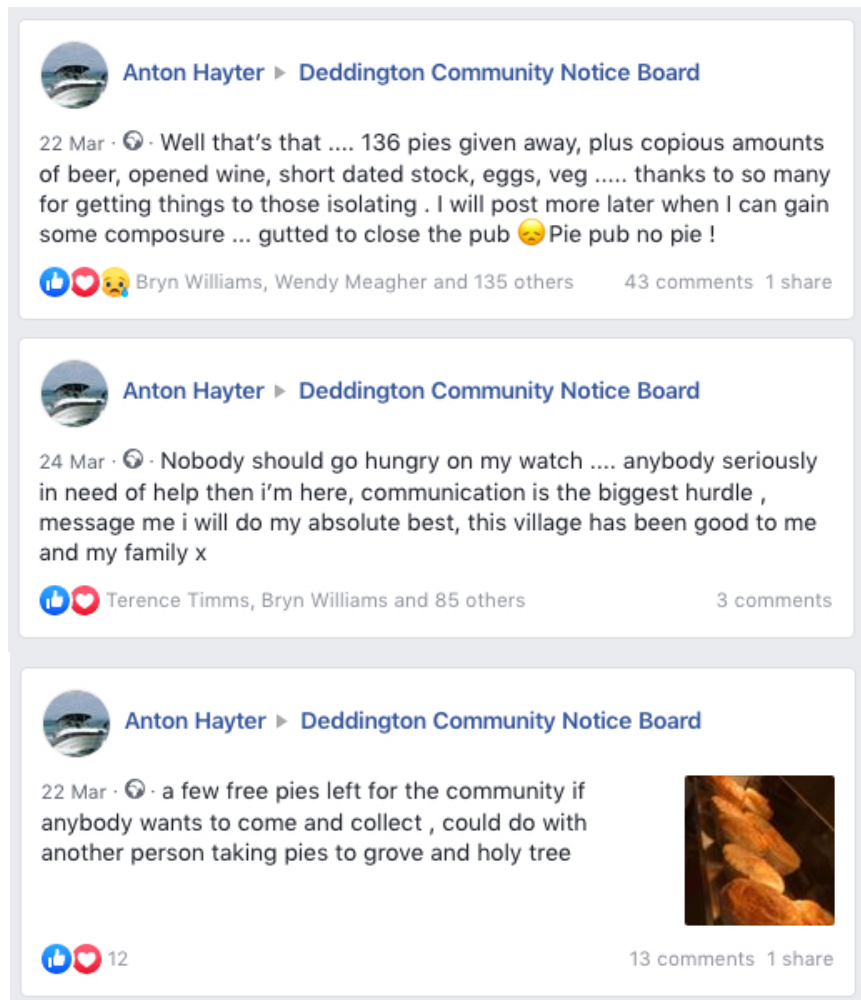 Anton Hayter ▸ Deddington Community Notice Board
22 Mar · Well that's that .... 136 pies given away, plus copious amounts
of beer, opened wine, short dated stock, eggs, veg ..... thanks to so many
for getting things to those isolating . I will post more later when I can gain
some composure ... gutted to close the pub 😞 Pie pub no pie !
Bryn Williams, Wendy Meagher and 135 others 43 comments 1 share
Anton Hayter ▸ Deddington Community Notice Board
24 Mar · Nobody should go hungry on my watch .... anybody seriously
in need of help then i'm here, communication is the biggest hurdle ,
message me i will do my absolute best, this village has been good to me
and my family x
Terence Timms, Bryn Williams and 85 others 3 comments
Anton Hayter ▸ Deddington Community Notice Board
22 Mar · a few free pies left for the community if
anybody wants to come and collect , could do with
another person taking pies to grove and holy tree
12 13 comments 1 share